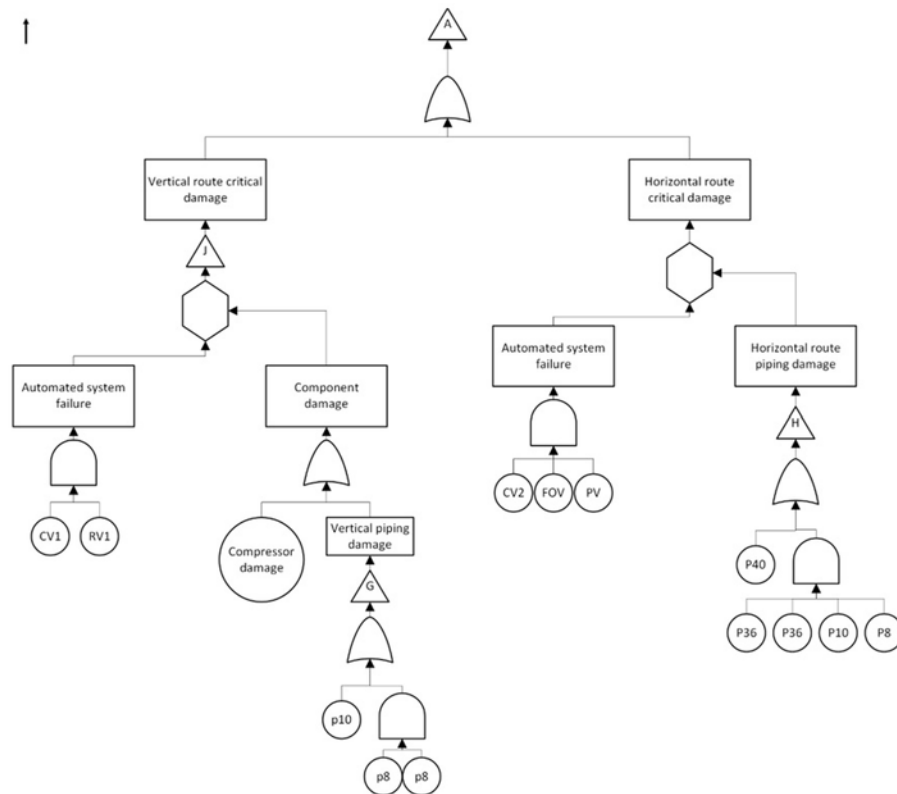 A
Vertical route critical
damage
Horizontal route
critical damage
J
Automated system
failure
Component
damage
Automated system
failure
Horizontal route
piping damage
H
CV1
RV1
CV2
FOV
PV
Compressor
damage
Vertical piping
damage
G
P40
P36
P36
P10
P8
p10
p8
p8